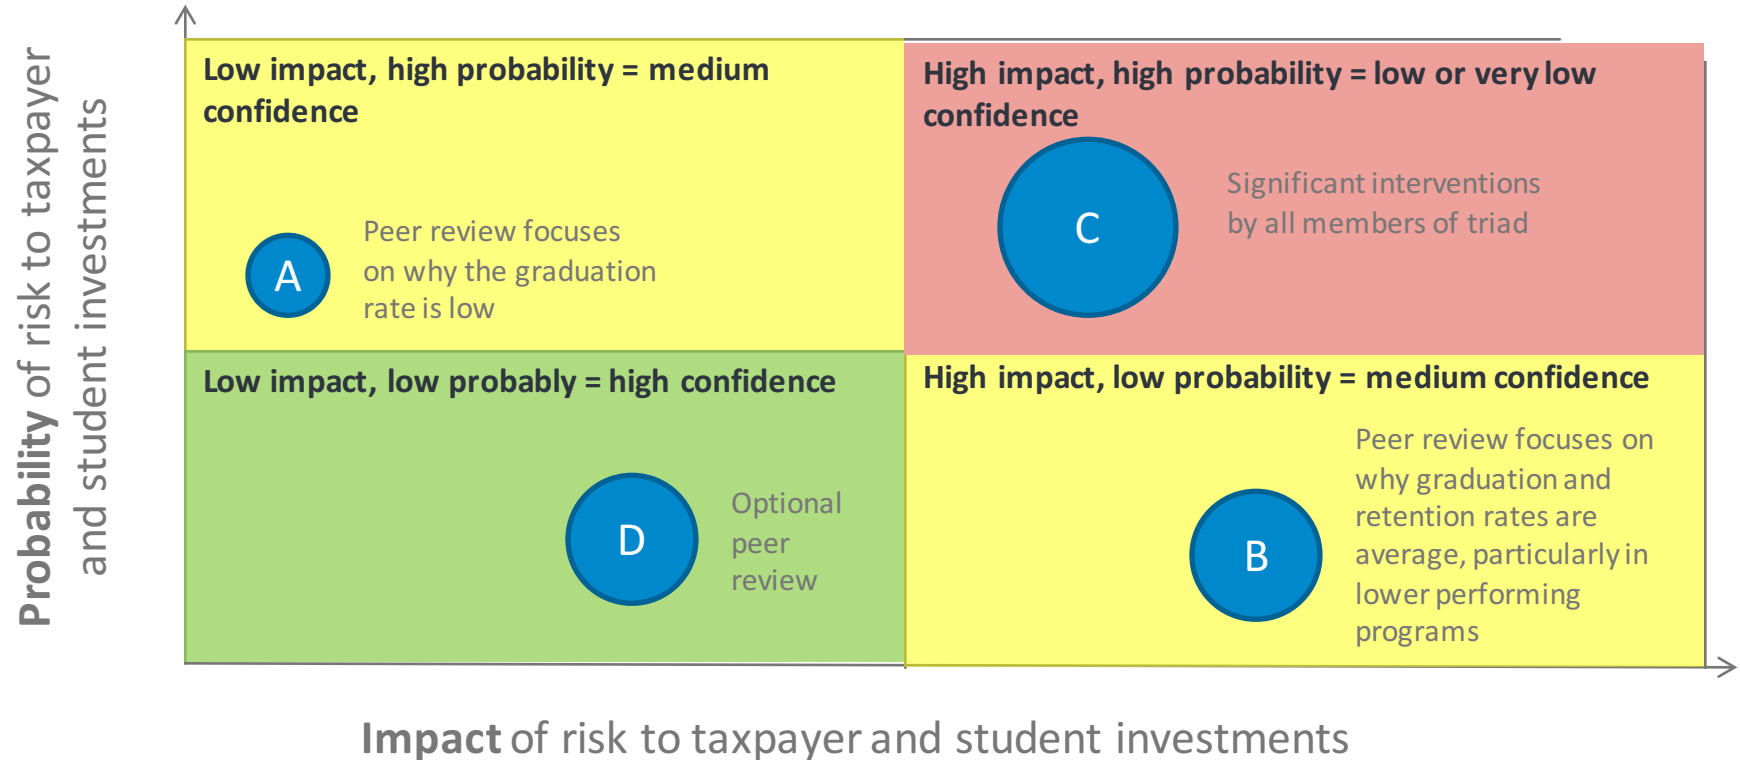 Probability of risk to taxpayer
and student investments
Low impact, high probability = medium
confidence
High impact, high probability = low or very low
confidence
A
Peer review focuses
on why the graduation
rate is low
C
Significant interventions
by all members of triad
Low impact, low probably = high confidence
High impact, low probability = medium confidence
D
Optional
peer
review
B
Peer review focuses on
why graduation and
retention rates are
average, particularly in
lower performing
programs
Impact of risk to taxpayer and student investments